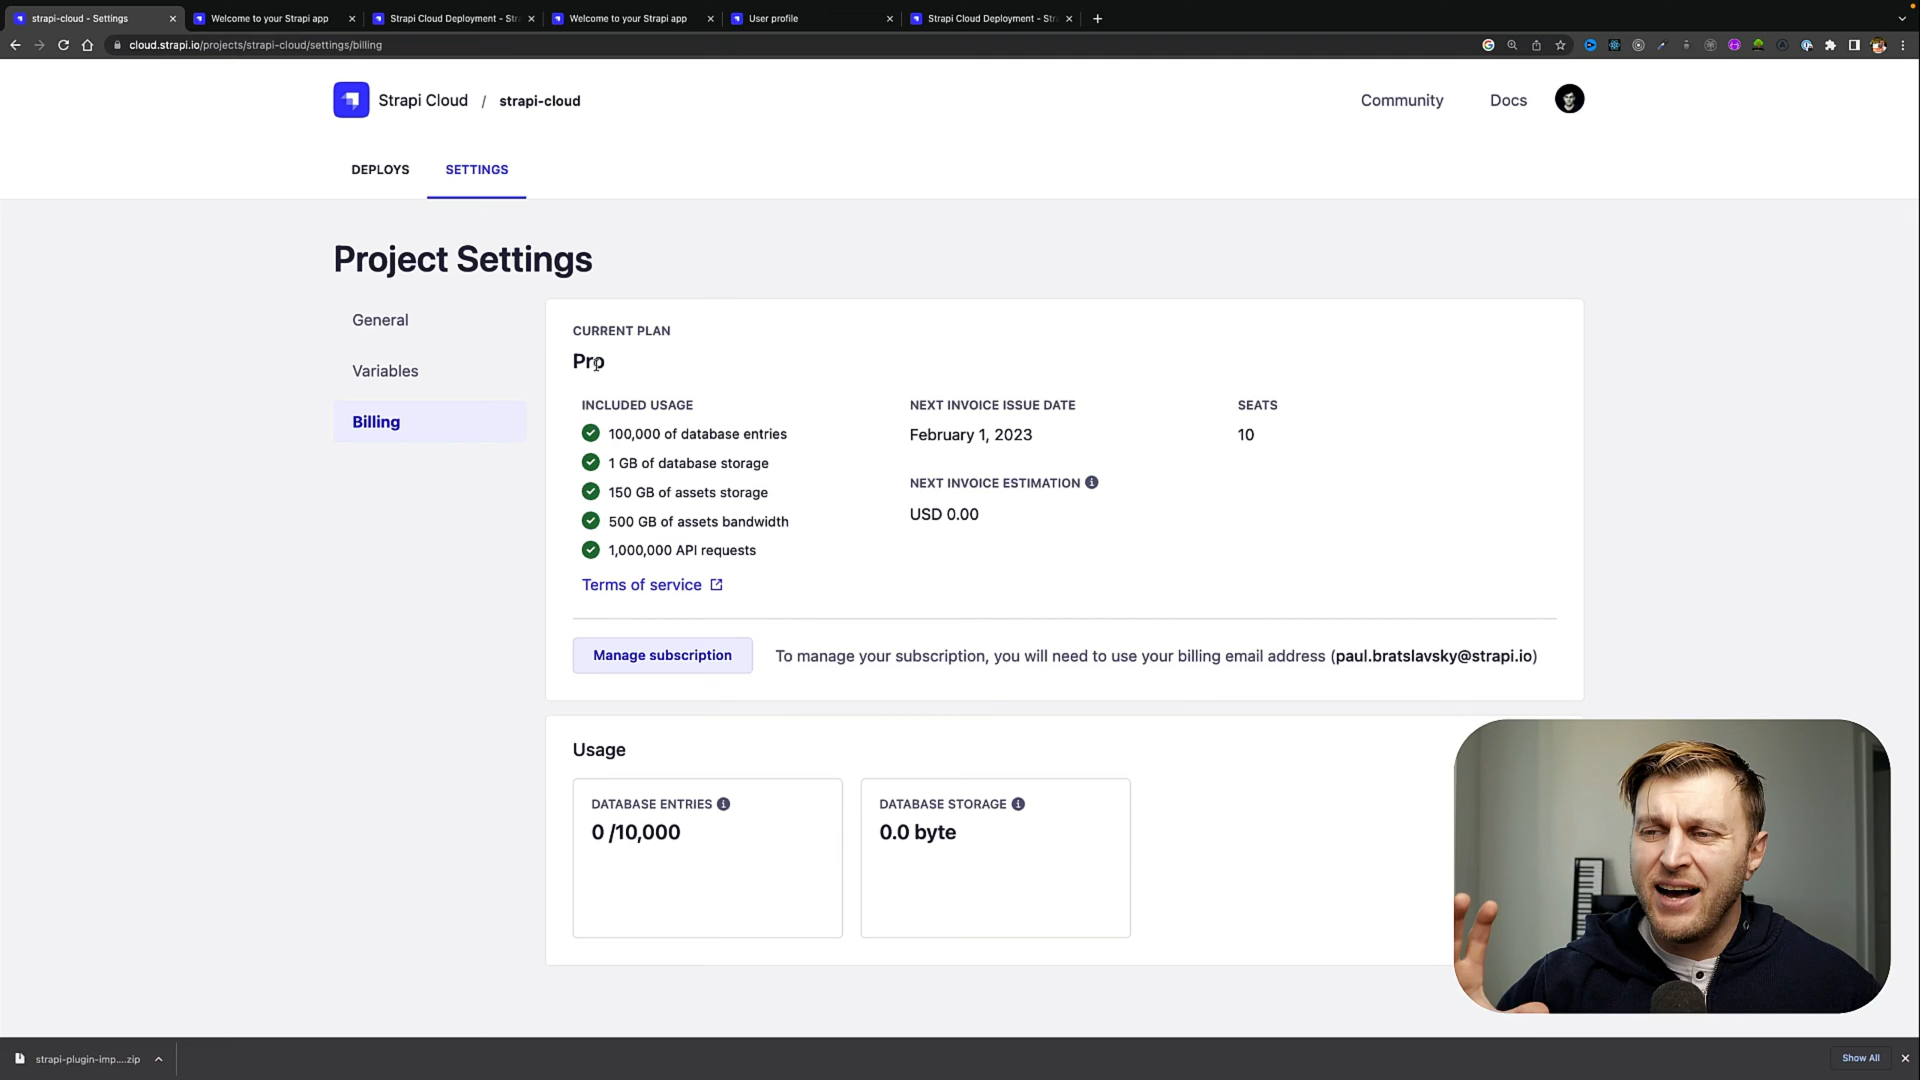 strapi-cloud - Settings
Welcome to your Strapi app
Strapi Cloud Deployment - Str
Welcome to your Strapi app
User profile
Strapi Cloud Deployment - St
cloud.strapi.io/projects/strapi-cloud/settings/billing
Strapi Cloud / strapi-cloud
Community
Docs
DEPLOYS
SETTINGS
Project Settings
General
Variables
Billing
CURRENT PLAN
Pro
INCLUDED USAGE
100,000 of database entries
1 GB of database storage
150 GB of assets storage
500 GB of assets bandwidth
1,000,000 API requests
Terms of service
NEXT INVOICE ISSUE DATE
February 1, 2023
NEXT INVOICE ESTIMATION
USD 0.00
SEATS
10
Manage subscription
To manage your subscription, you will need to use your billing email address (paul.bratslavsky@strapi.io)
Usage
DATABASE ENTRIES
0 /10,000
DATABASE STORAGE
0.0 byte
strapi-plugin-imp....zip
Show All